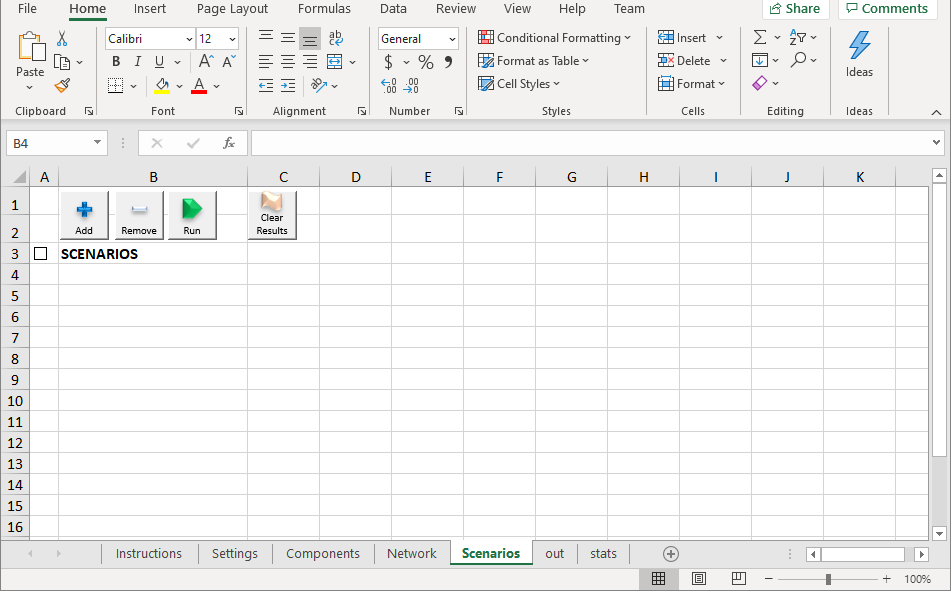 File Home Insert Page Layout Formulas Data Review View Help Team Share Comments
Calibri 12 General Conditional Formatting Insert
Paste B I U A A $ % Format as Table Delete Ideas
A Cell Styles Format
Clipboard Font Alignment Number Styles Cells Editing Ideas
B4 fx
A B C D E F G H I J K
1
Add Remove Run Clear Results
2
3 SCENARIOS
4
5
6
7
8
9
10
11
12
13
14
15
16
Instructions Settings Components Network Scenarios out stats
100%